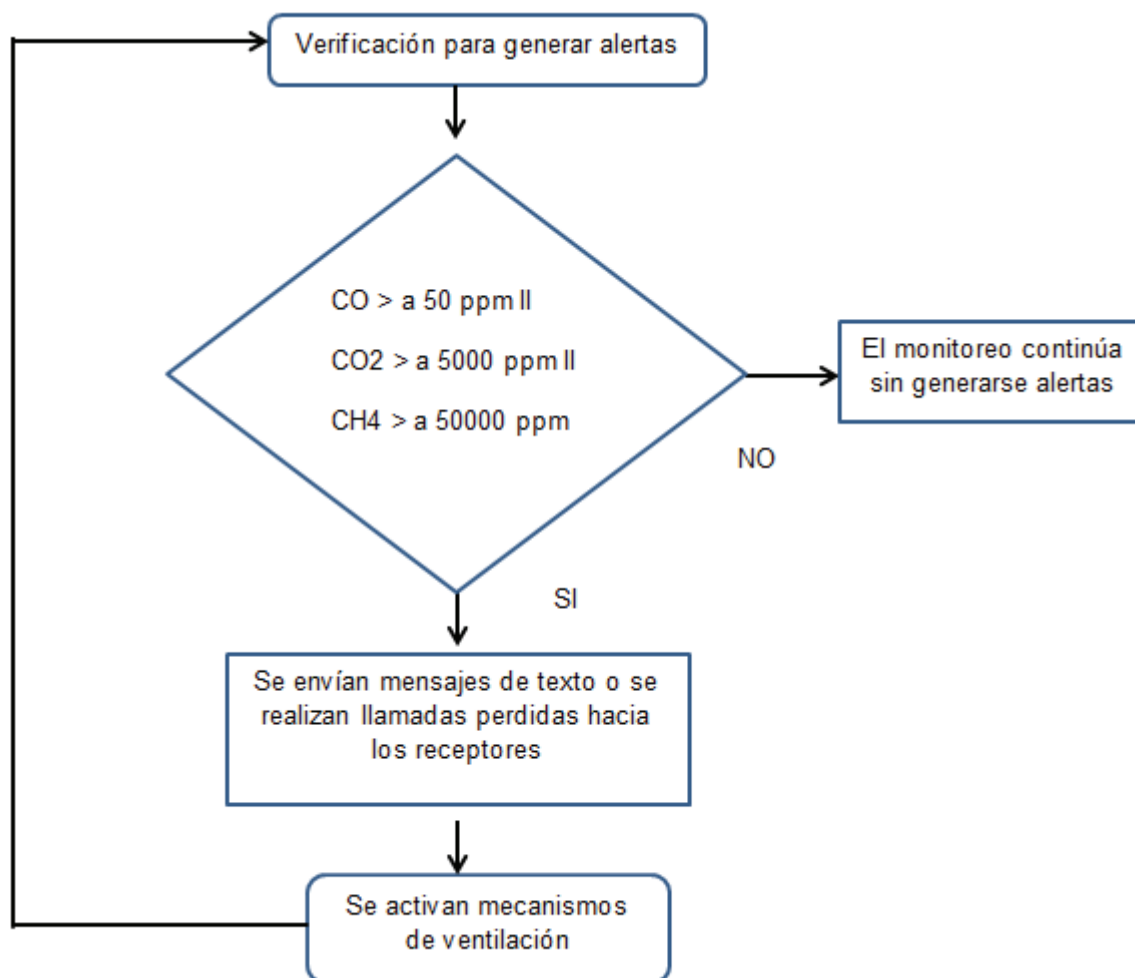 Verificación para generar alertas
CO > a 50 ppm ll
CO2 > a 5000 ppm ll
CH4 > a 50000 ppm
El monitoreo continúa
sin generarse alertas
NO
SI
Se envían mensajes de texto o se
realizan llamadas perdidas hacia
los receptores
Se activan mecanismos
de ventilación